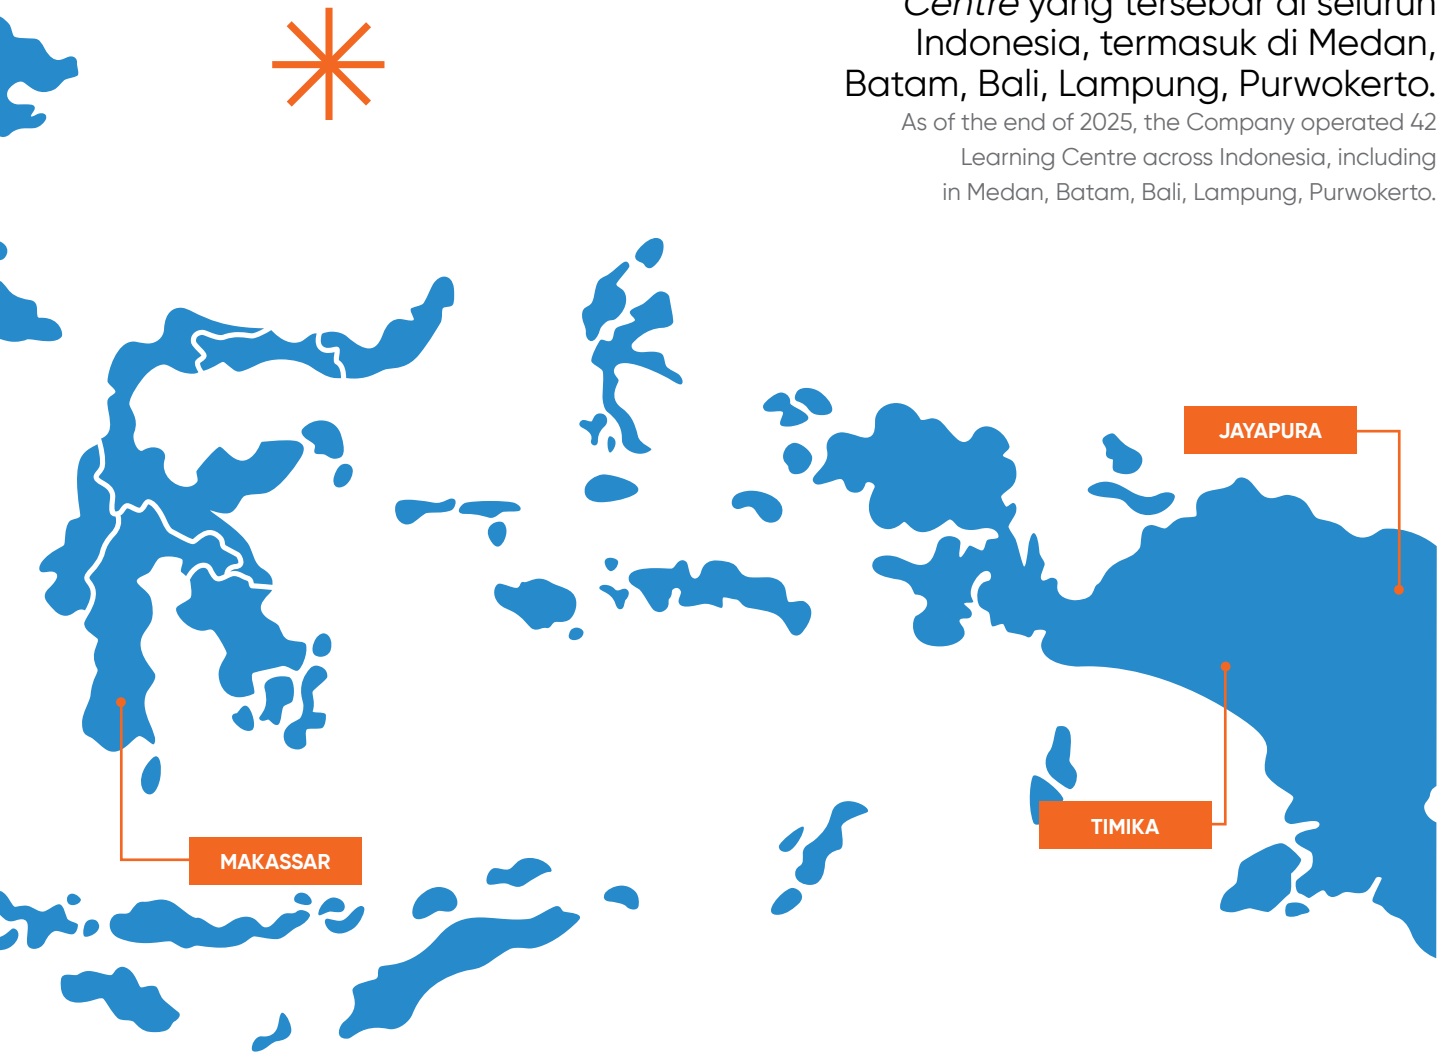 Centre yang tersebar di seluruh
Indonesia, termasuk di Medan,
Batam, Bali, Lampung, Purwokerto.
As of the end of 2025, the Company operated 42
Learning Centre across Indonesia, including
in Medan, Batam, Bali, Lampung, Purwokerto.
JAYAPURA
TIMIKA
MAKASSAR